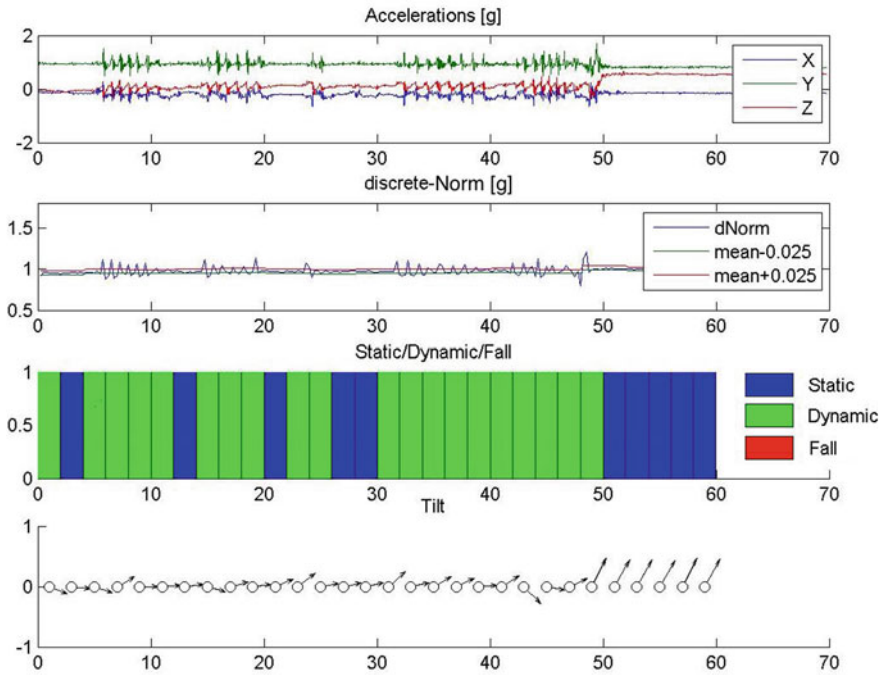 Accelerations [g]
2
0
-2
X
Y
Z
0 10 20 30 40 50 60 70
discrete-Norm [g]
1.5
1
0.5
dNorm
mean-0.025
mean+0.025
0 10 20 30 40 50 60 70
Static/Dynamic/Fall
1
0.5
0
Static
Dynamic
Fall
0 10 20 30 40 50 60 70
Tilt
1
0
-1
0 10 20 30 40 50 60 70